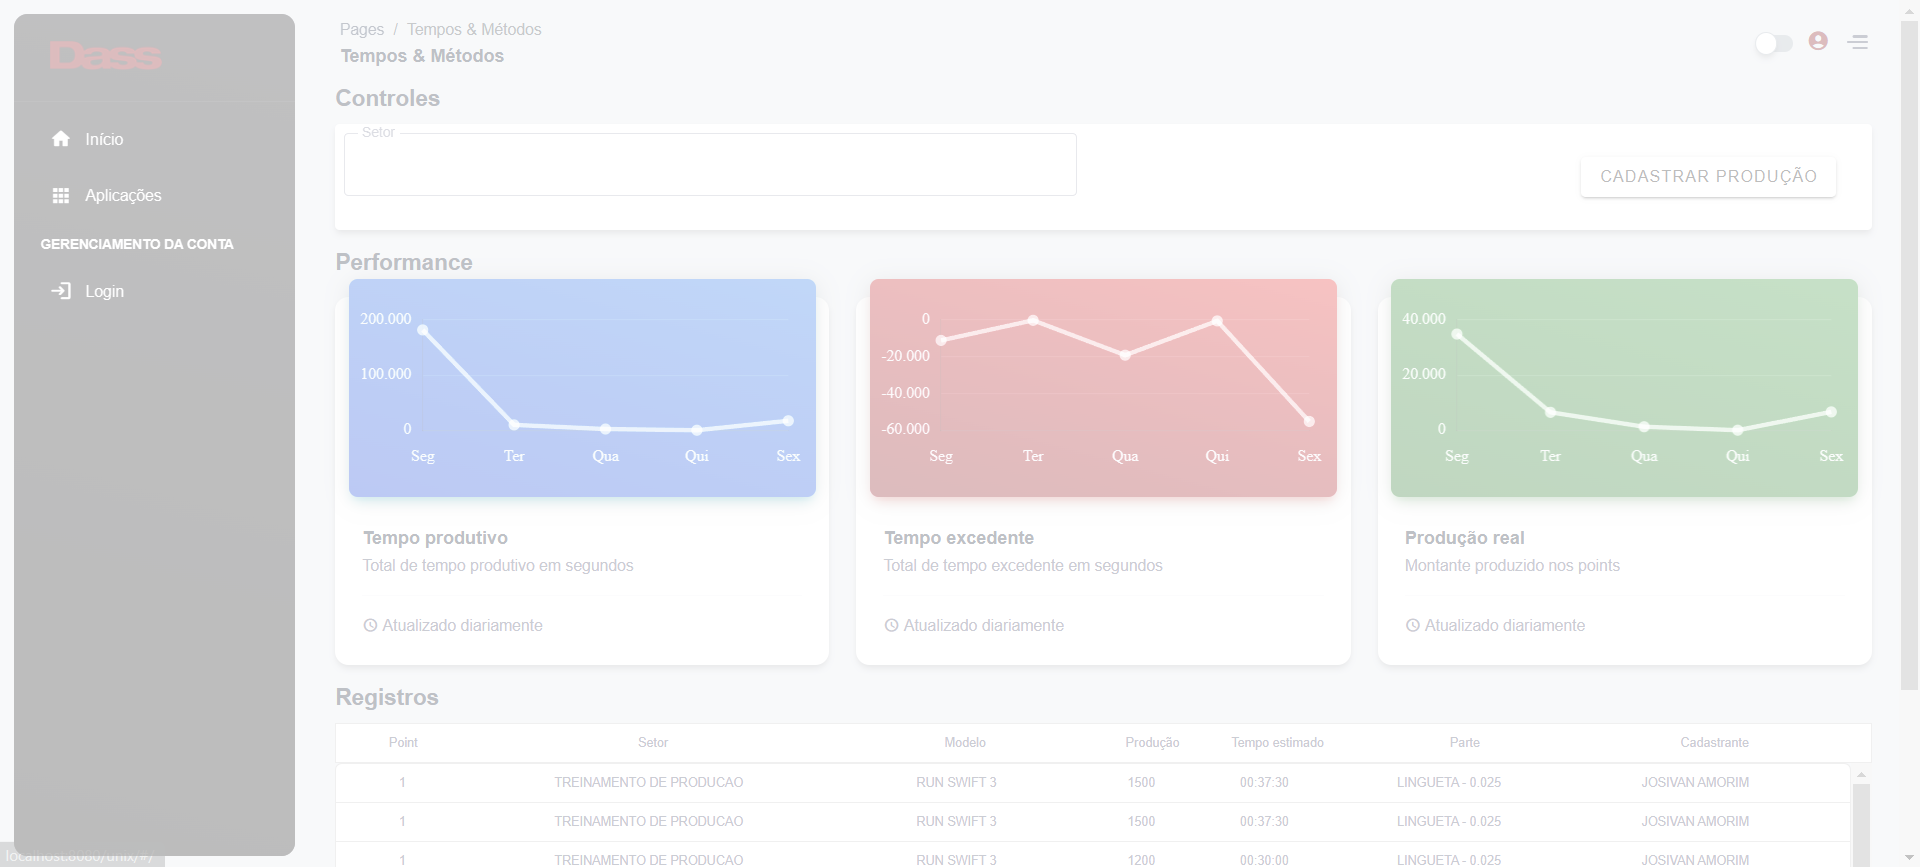 Dass
Início
Aplicações
GERENCIAMENTO DA CONTA
Login
Pages / Tempos & Métodos
Tempos & Métodos
Controles
Setor
CADASTRAR PRODUÇÃO
Performance
200.000
100.000
0
Seg Ter Qua Qui Sex
Tempo produtivo
Total de tempo produtivo em segundos
Atualizado diariamente
0
-20.000
-40.000
-60.000
Seg Ter Qua Qui Sex
Tempo excedente
Total de tempo excedente em segundos
Atualizado diariamente
40.000
20.000
0
Seg Ter Qua Qui Sex
Produção real
Montante produzido nos points
Atualizado diariamente
Registros
Point Setor Modelo Produção Tempo estimado Parte Cadastrante
1 TREINAMENTO DE PRODUCAO RUN SWIFT 3 1500 00:37:30 LINGUETA - 0.025 JOSIVAN AMORIM
1 TREINAMENTO DE PRODUCAO RUN SWIFT 3 1500 00:37:30 LINGUETA - 0.025 JOSIVAN AMORIM
1 TREINAMENTO DE PRODUCAO RUN SWIFT 3 1200 00:30:00 LINGUETA - 0.025 JOSIVAN AMORIM